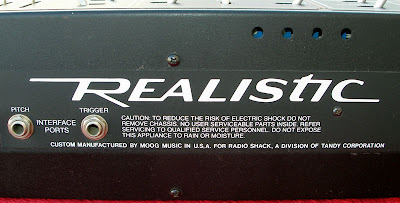 REALISTIC
PITCH
TRIGGER
INTERFACE
PORTS
CAUTION: TO REDUCE THE RISK OF ELECTRIC SHOCK DO NOT
REMOVE CHASSIS. NO USER SERVICEABLE PARTS INSIDE. REFER
SERVICING TO QUALIFIED SERVICE PERSONNEL. DO NOT EXPOSE
THIS APPLIANCE TO RAIN OR MOISTURE.
CUSTOM MANUFACTURED BY MOOG MUSIC IN U.S.A. FOR RADIO SHACK, A DIVISION OF TANDY CORPORATION